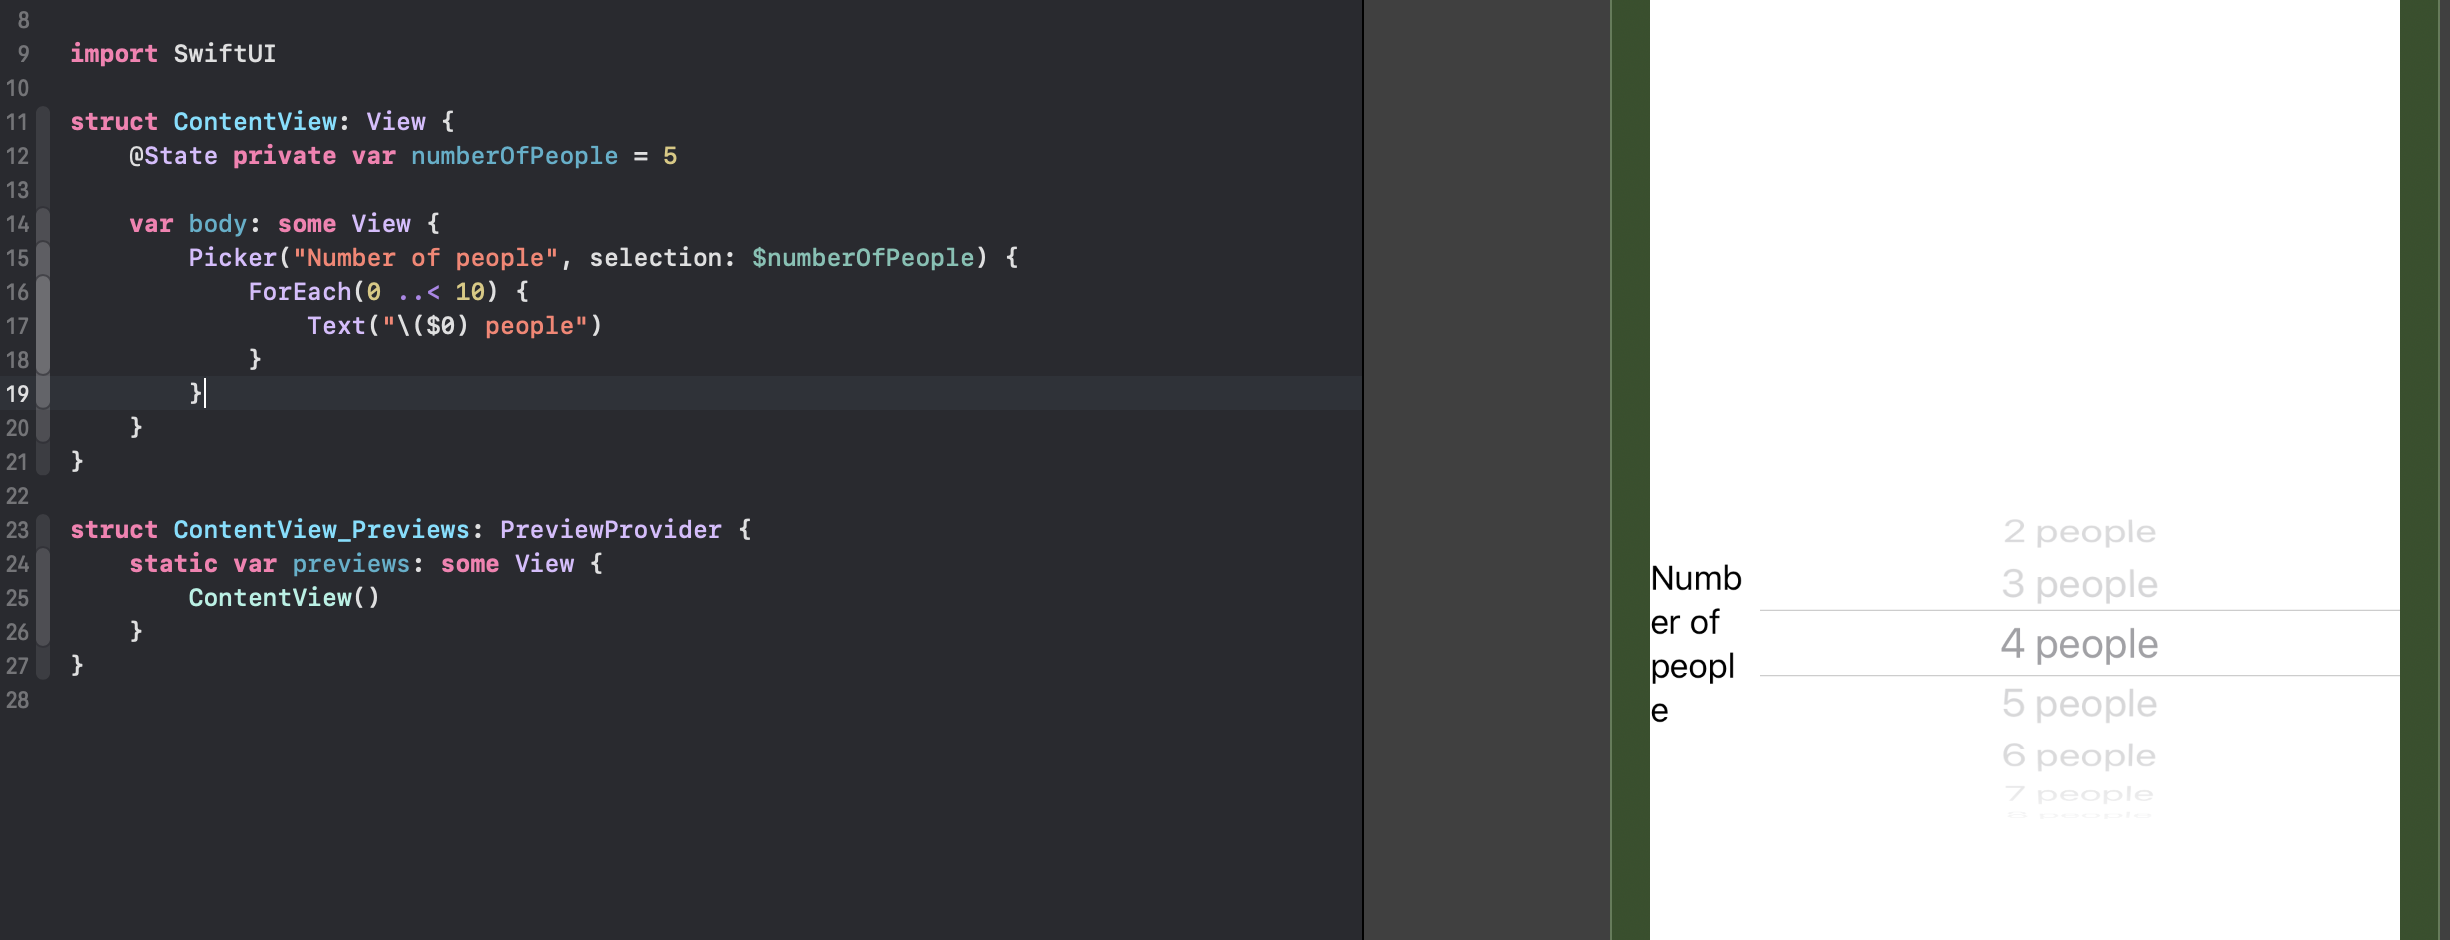 8
9 import SwiftUI
10
11 struct ContentView: View {
12 @State private var numberOfPeople = 5
13
14 var body: some View {
15 Picker("Number of people", selection: $numberOfPeople) {
16 ForEach(0 ..< 10) {
17 Text("\($0) people")
18 }
19 }
20 }
21 }
22
23 struct ContentView_Previews: PreviewProvider {
24 static var previews: some View {
25 ContentView()
26 }
27 }
28
Numb
er of
peopl
e
2 people
3 people
4 people
5 people
6 people
7 people
8 people